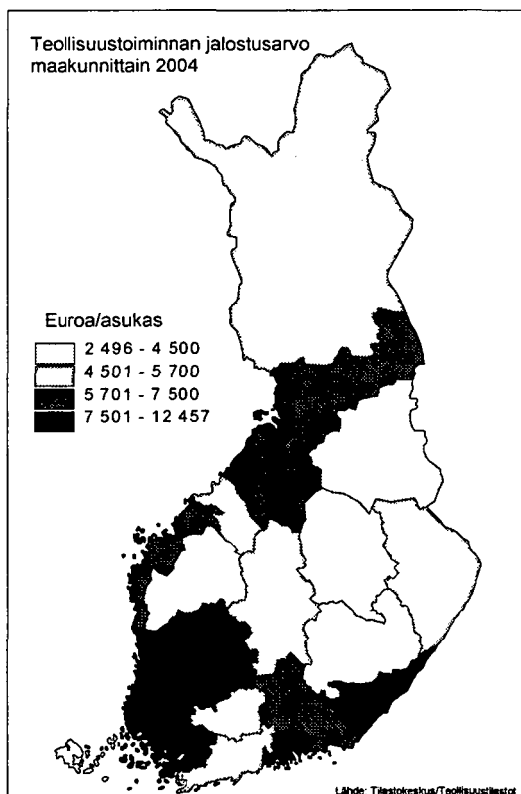 Teollisuustoiminnan jalostusarvo
maakunnittain 2004
Euroa/asukas
2 496 - 4 500
4 501 - 5 700
5 701 - 7 500
7 501 - 12 457
Lähde: Tilastokeskus/Teollisuustilastot